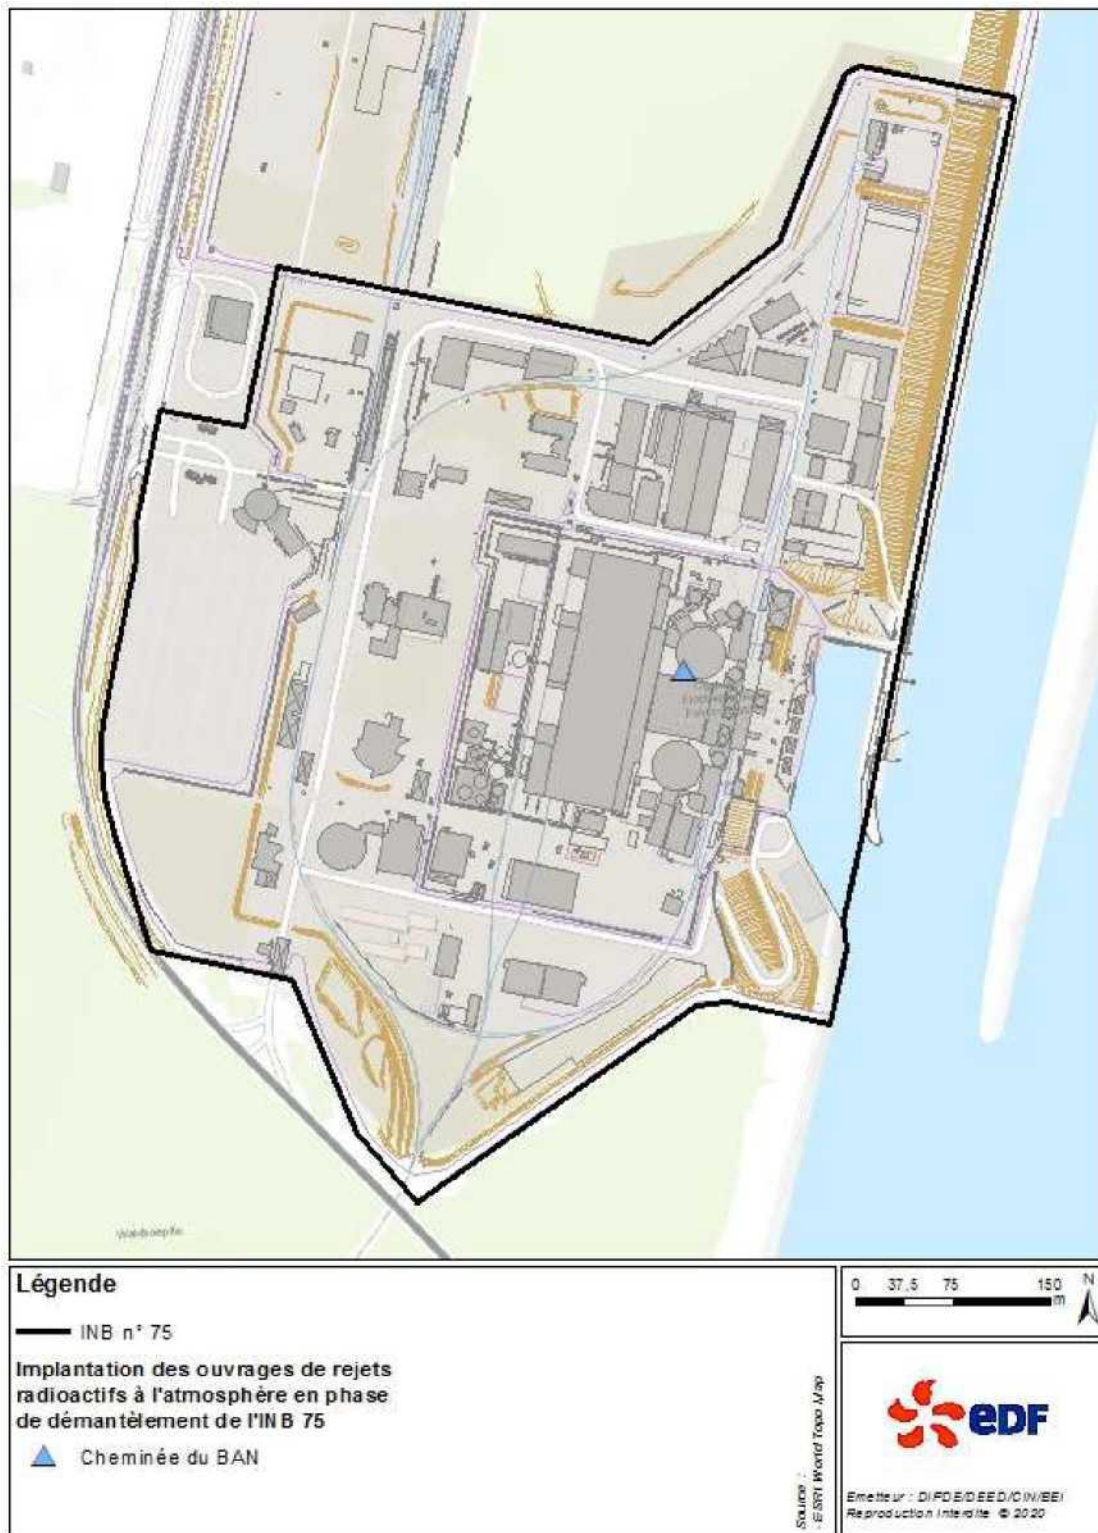 Légende
INB n° 75
Implantation des ouvrages de rejets
radioactifs à l'atmosphère en phase
de démantèlement de l'INB 75
Cheminée du BAN
Source :
- ESRI World Topo Map
0 37,5 75 150
m
N
eDF
Emetteur : DIPDE/DEED/CIN/BEI
Reproduction interdite © 2020